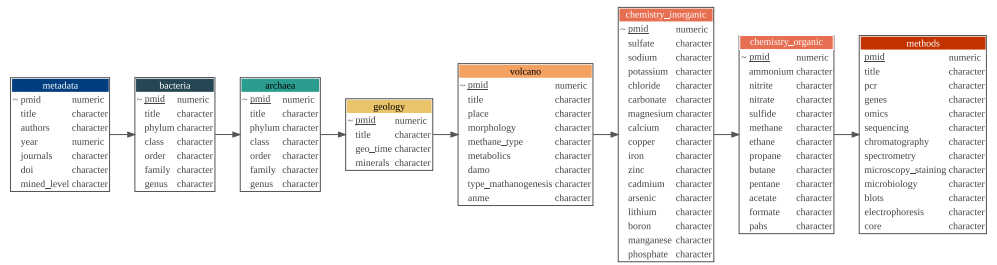 metadata
~ pmid numeric
title character
authors character
year numeric
journals character
doi character
mined_level character
bacteria
~ pmid numeric
title character
phylum character
class character
order character
family character
genus character
archaea
~ pmid numeric
title character
phylum character
class character
order character
family character
genus character
geology
~ pmid numeric
title character
geo_time character
minerals character
volcano
~ pmid numeric
title character
place character
morphology character
methane_type character
metabolics character
damo character
type_mathanogenesis character
anme character
chemistry_inorganic
~ pmid numeric
sulfate character
sodium character
potassium character
chloride character
carbonate character
magnesium character
calcium character
copper character
iron character
zinc character
cadmium character
arsenic character
lithium character
boron character
manganese character
phosphate character
chemistry_organic
~ pmid numeric
ammonium character
nitrite character
nitrate character
sulfide character
methane character
ethane character
propane character
butane character
pentane character
acetate character
formate character
pahs character
methods
pmid numeric
title character
pcr character
genes character
omics character
sequencing character
chromatography character
spectrometry character
microscopy_staining character
microbiology character
blots character
electrophoresis character
core character